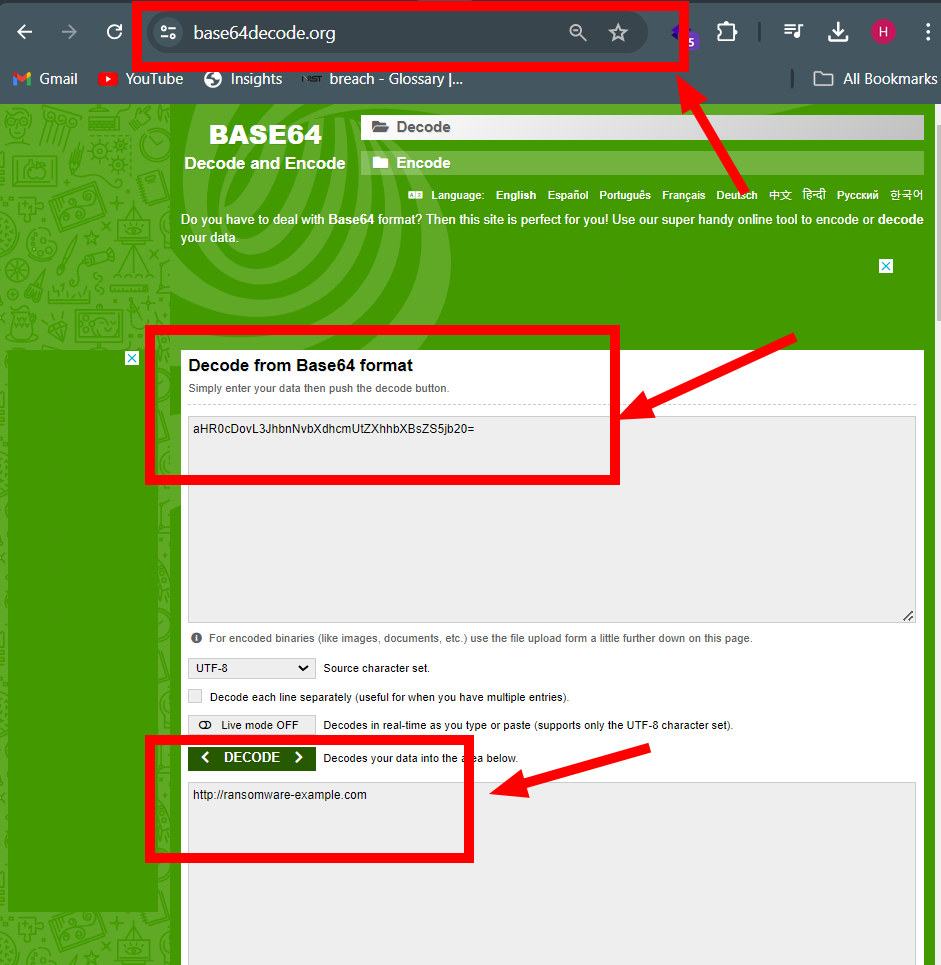 base64decode.org
5
H
Gmail
YouTube
Insights
NIST breach - Glossary |...
All Bookmarks
BASE64
Decode and Encode
Decode
Encode
Language: English Español Português Français Deutsch 中文 हिन्दी Русский 한국어
Do you have to deal with Base64 format? Then this site is perfect for you! Use our super handy online tool to encode or decode
your data.
Decode from Base64 format
Simply enter your data then push the decode button.
aHR0cDovL3JhbnNvbXdhcmUtZXhhbXBsZS5jb20=
For encoded binaries (like images, documents, etc.) use the file upload form a little further down on this page.
UTF-8 Source character set.
Decode each line separately (useful for when you have multiple entries).
Live mode OFF Decodes in real-time as you type or paste (supports only the UTF-8 character set).
< DECODE > Decodes your data into the area below.
http://ransomware-example.com